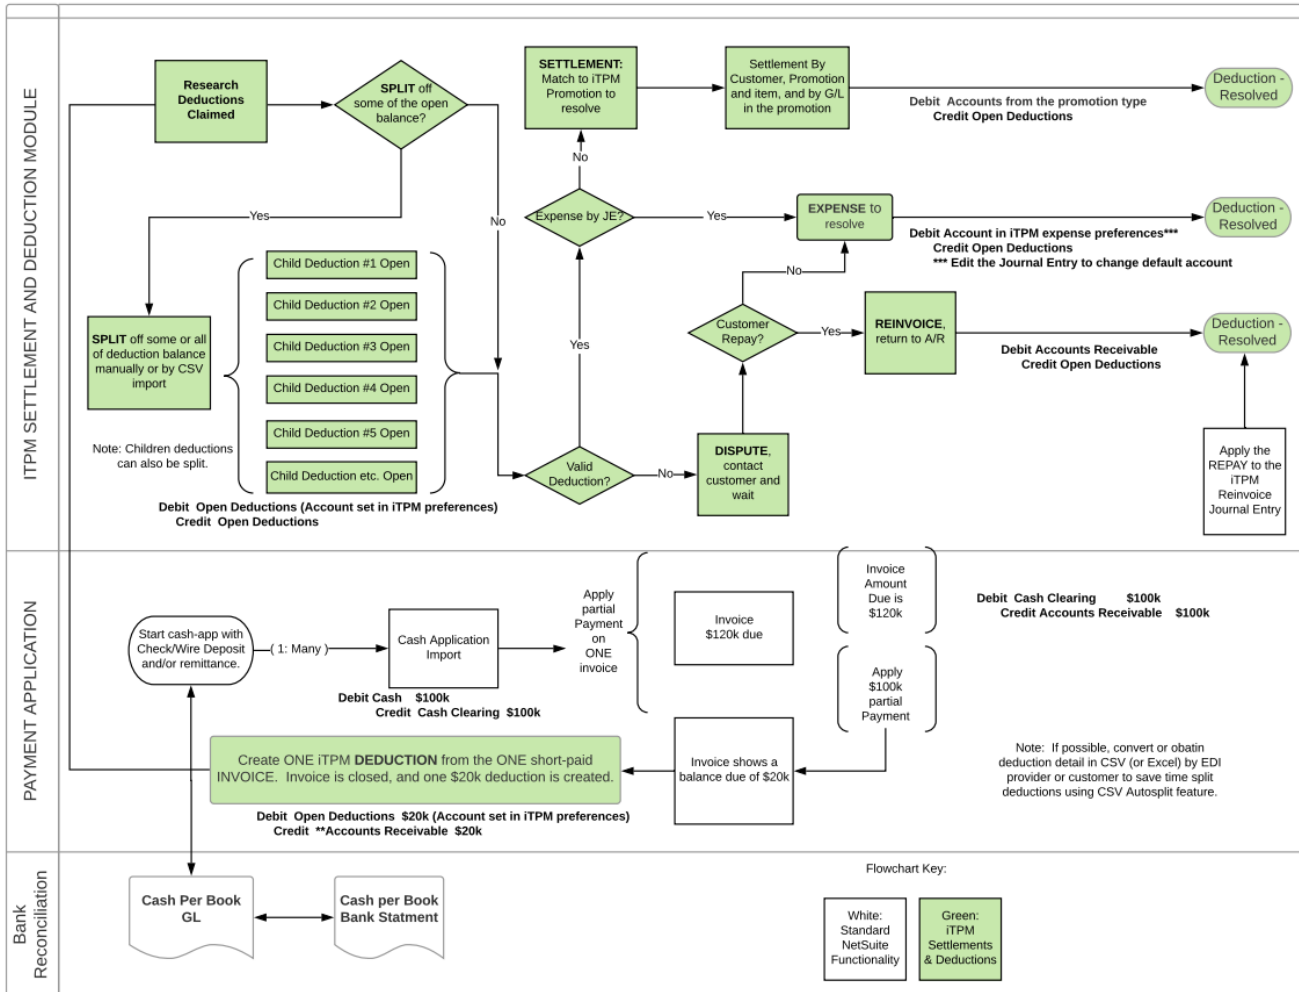 ITPM SETTLEMENT AND DEDUCTION MODULE
Research
Deductions
Claimed
SPLIT off
some of the open
balance?
SETTLEMENT:
Match to iTPM
Promotion to
resolve
Settlement By
Customer, Promotion
and item, and by G/L
in the promotion
Deduction -
Resolved
Debit Accounts from the promotion type
Credit Open Deductions
No
Yes
No
Expense by JE?
Yes
EXPENSE to
resolve
Deduction -
Resolved
Debit Account in iTPM expense preferences***
Credit Open Deductions
*** Edit the Journal Entry to change default account
No
SPLIT off some or all
of deduction balance
manually or by CSV
import
Child Deduction #1 Open
Child Deduction #2 Open
Child Deduction #3 Open
Child Deduction #4 Open
Child Deduction #5 Open
Child Deduction etc. Open
Note: Children deductions
can also be split.
Debit Open Deductions (Account set in iTPM preferences)
Credit Open Deductions
Yes
Customer
Repay?
Yes
REINVOICE,
return to A/R
Deduction -
Resolved
Debit Accounts Receivable
Credit Open Deductions
Valid
Deduction?
No
DISPUTE,
contact
customer and
wait
Apply the
REPAY to the
iTPM
Reinvoice
Journal Entry
PAYMENT APPLICATION
Start cash-app with
Check/Wire Deposit
and/or remittance.
( 1: Many )
Cash Application
Import
Debit Cash $100k
Credit Cash Clearing $100k
Apply
partial
Payment
on
ONE
invoice
Invoice
$120k due
Invoice
Amount
Due is
$120k
Debit Cash Clearing $100k
Credit Accounts Receivable $100k
Apply
$100k
partial
Payment
Create ONE iTPM DEDUCTION from the ONE short-paid
INVOICE. Invoice is closed, and one $20k deduction is created.
Invoice shows a
balance due of $20k
Debit Open Deductions $20k (Account set in iTPM preferences)
Credit **Accounts Receivable $20k
Note: If possible, convert or obatin
deduction detail in CSV (or Excel) by EDI
provider or customer to save time split
deductions using CSV Autosplit feature.
Bank
Reconciliation
Cash Per Book
GL
Cash per Book
Bank Statment
Flowchart Key:
White:
Standard
NetSuite
Functionality
Green:
iTPM
Settlements
& Deductions